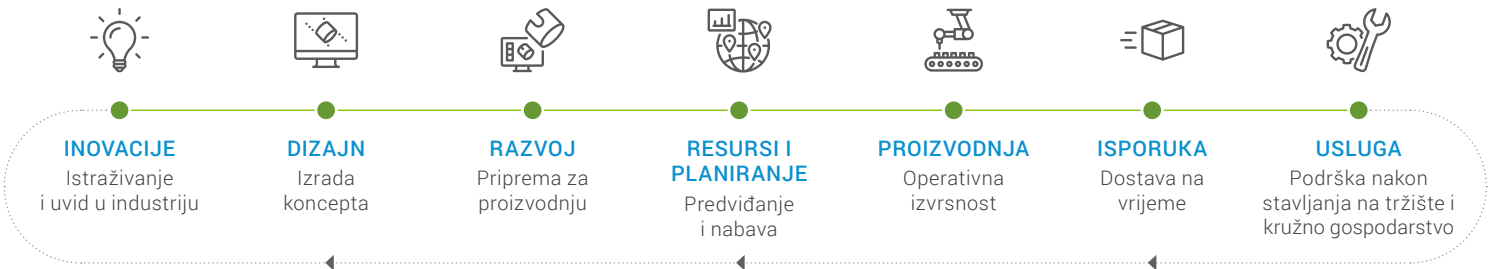 INOVACIJE
Istraživanje
i uvid u industriju
DIZAJN
Izrada
koncepta
RAZVOJ
Priprema za
proizvodnju
RESURSI I
PLANIRANJE
Predviđanje
i nabava
PROIZVODNJA
Operativna
izvrsnost
ISPORUKA
Dostava na
vrijeme
USLUGA
Podrška nakon
stavljanja na tržište i
kružno gospodarstvo